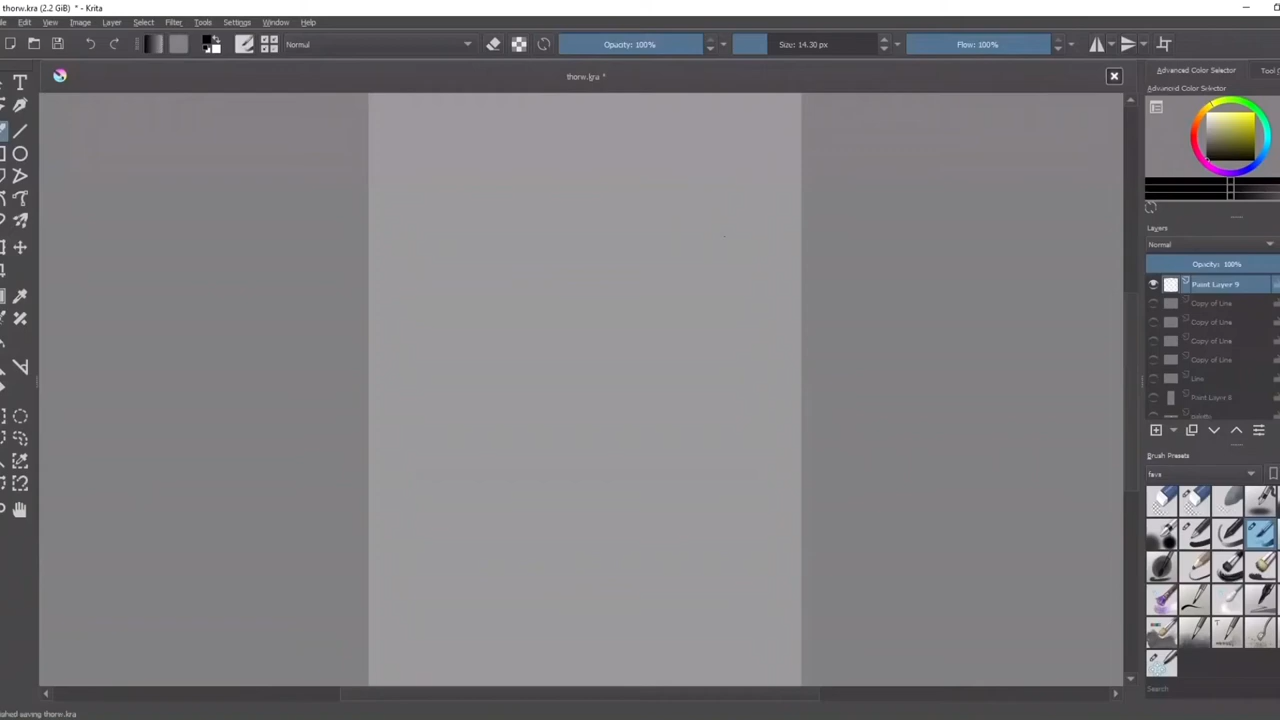 thorw.kra (2.2 GiB) * - Krita
Edit View Image Layer Select Filter Tools Settings Window Help
Normal Opacity: 100% Size: 14.30 px Flow: 100%
thorw.kra *
Advanced Color Selector Tool
Advanced Color Selector
Layers
Normal
Opacity: 100%
Paint Layer 9
Copy of Line
Copy of Line
Copy of Line
Copy of Line
Line
Paint Layer 8
Brush Presets
favs
Search
ished saving thorw.kra